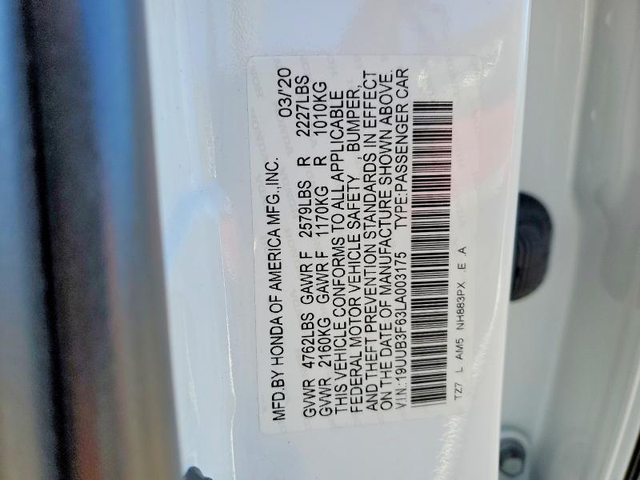 MFD.BY HONDA OF AMERICA MFG.,INC. 03/'20
GVWR 4762LBS GAWR F 2579LBS R 2227LBS
GVWR 2160KG GAWR F 1170KG R 1010KG
THIS VEHICLE CONFORMS TO ALL APPLICABLE
FEDERAL MOTOR VEHICLE SAFETY , BUMPER,
AND THEFT PREVENTION STANDARDS IN EFFECT
ON THE DATE OF MANUFACTURE SHOWN ABOVE.
V.I.N.:19UUB3F63LA003175 TYPE:PASSENGER CAR
TZ7 L AM5 NH883PX .E .A